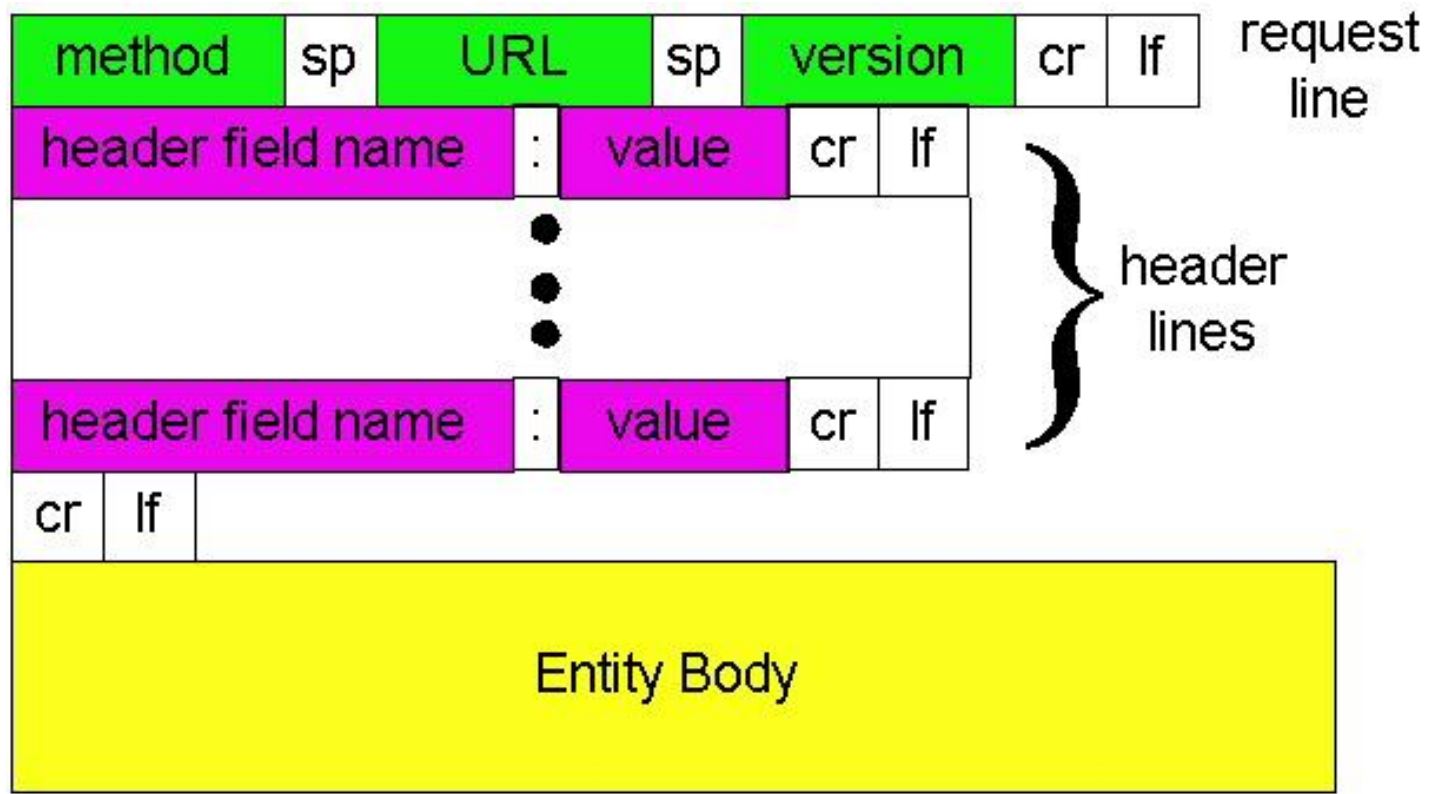 method sp URL sp version cr lf
request
line
header field name : value cr lf
header
lines
header field name : value cr lf
cr lf
Entity Body